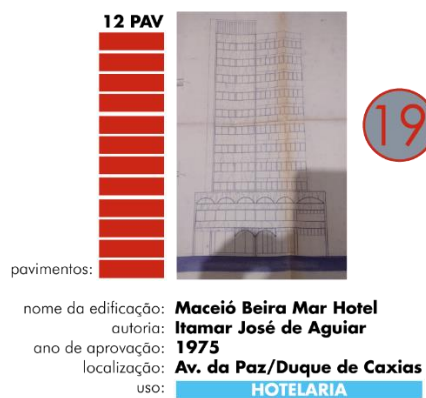 12 PAV
19
pavimentos:
nome da edificação: Maceió Beira Mar Hotel
autoria: Itamar José de Aguiar
ano de aprovação: 1975
localização: Av. da Paz/Duque de Caxias
uso: HOTELARIA